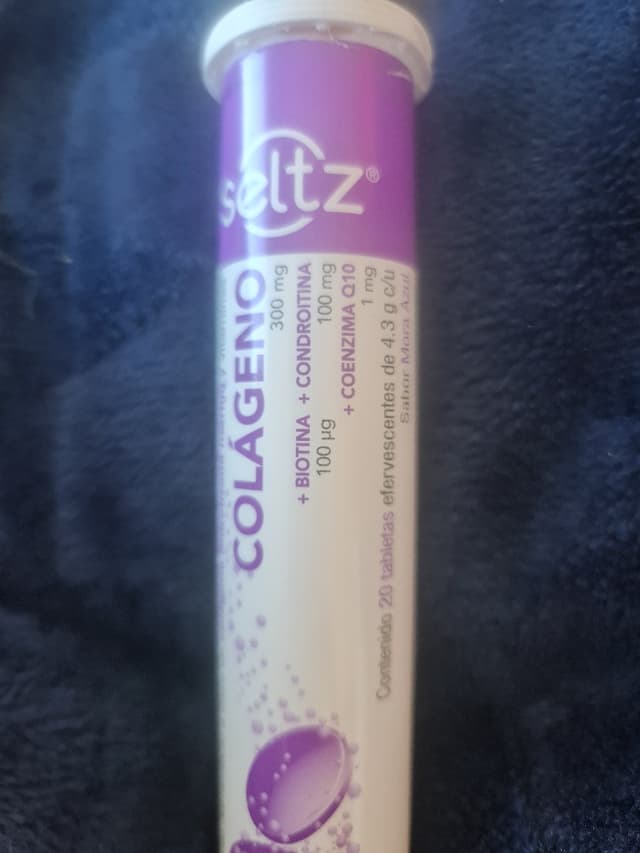 seltz®
COLÁGENO
300 mg
+ BIOTINA + CONDROITINA
100 µg 100 mg
+ COENZIMA Q10
1 mg
Contenido 20 tabletas efervescentes de 4.3 g c/u
Sabor Mora Azul